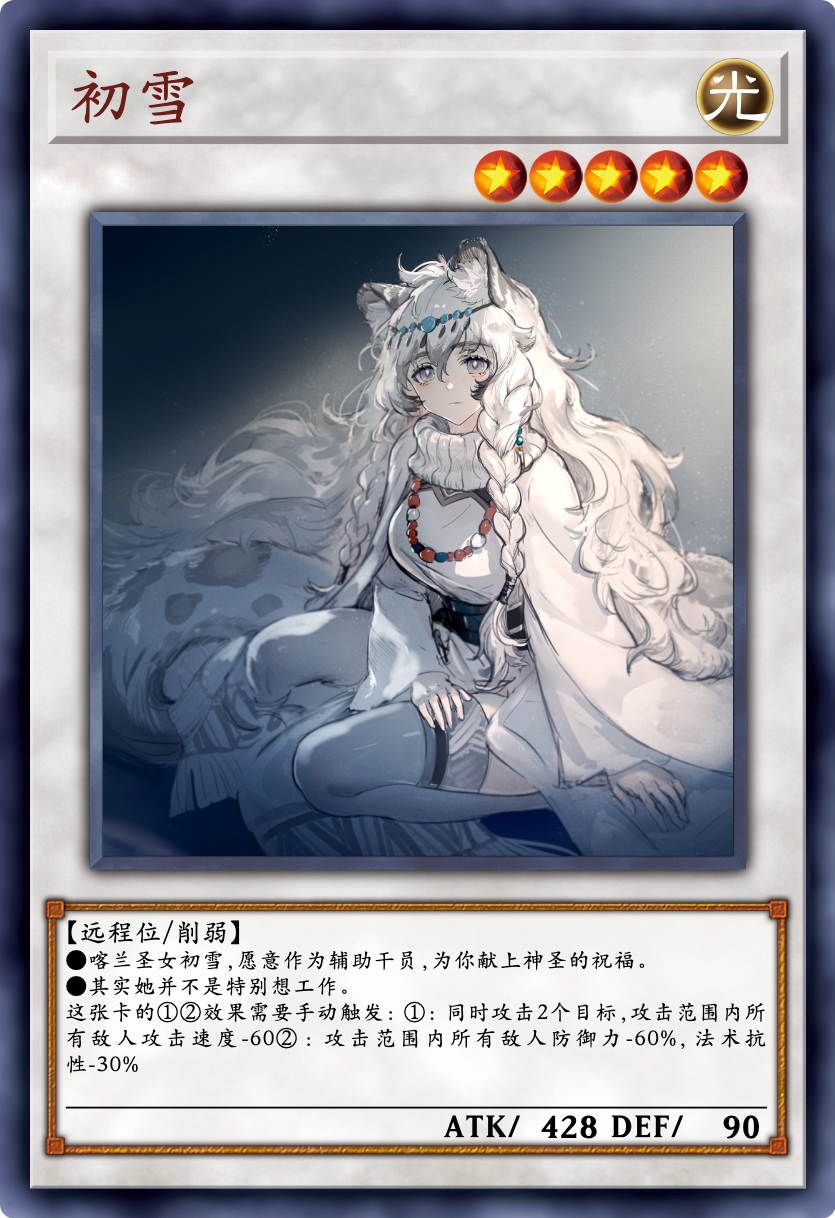 初雪
光
【远程位/削弱】
●喀兰圣女初雪,愿意作为辅助干员,为你献上神圣的祝福。
●其实她并不是特别想工作。
这张卡的①②效果需要手动触发: ①: 同时攻击2个目标,攻击范围内所
有敌人攻击速度-60②: 攻击范围内所有敌人防御力-60%, 法术抗
性-30%
ATK/ 428 DEF/ 90